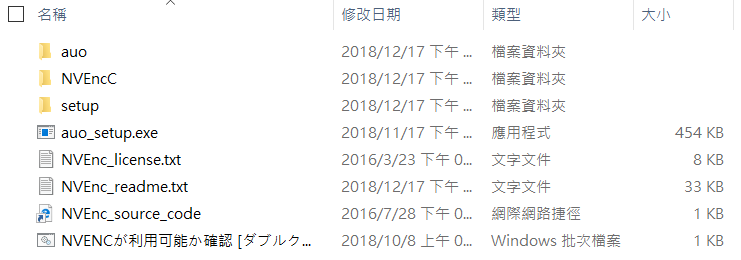 名稱 修改日期 類型 大小
auo 2018/12/17 下午 ... 檔案資料夾
NVEncC 2018/12/17 下午 ... 檔案資料夾
setup 2018/12/17 下午 ... 檔案資料夾
auo_setup.exe 2018/11/17 下午 ... 應用程式 454 KB
NVEnc_license.txt 2016/3/23 下午 0... 文字文件 8 KB
NVEnc_readme.txt 2018/12/17 下午 ... 文字文件 33 KB
NVEnc_source_code 2016/7/28 下午 0... 網際網路捷徑 1 KB
NVENCが利用可能か確認 [ダブルク... 2018/10/8 上午 0... Windows 批次檔案 1 KB